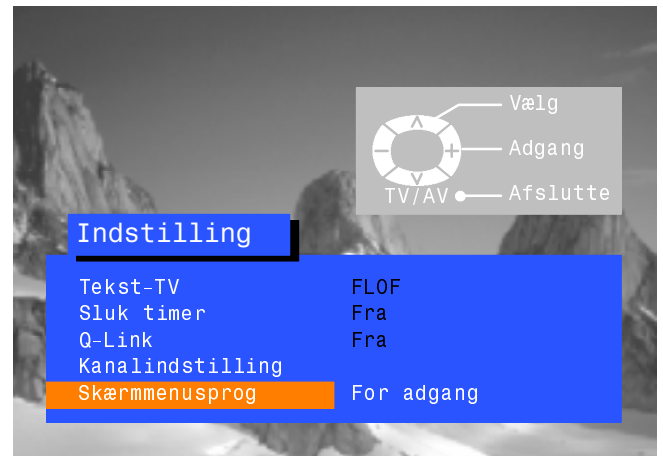 Vælg
Adgang
TV/AV Afslutte
Indstilling
Tekst-TV FLOF
Sluk timer Fra
Q-Link Fra
Kanalindstilling
Skærmmenusprog For adgang